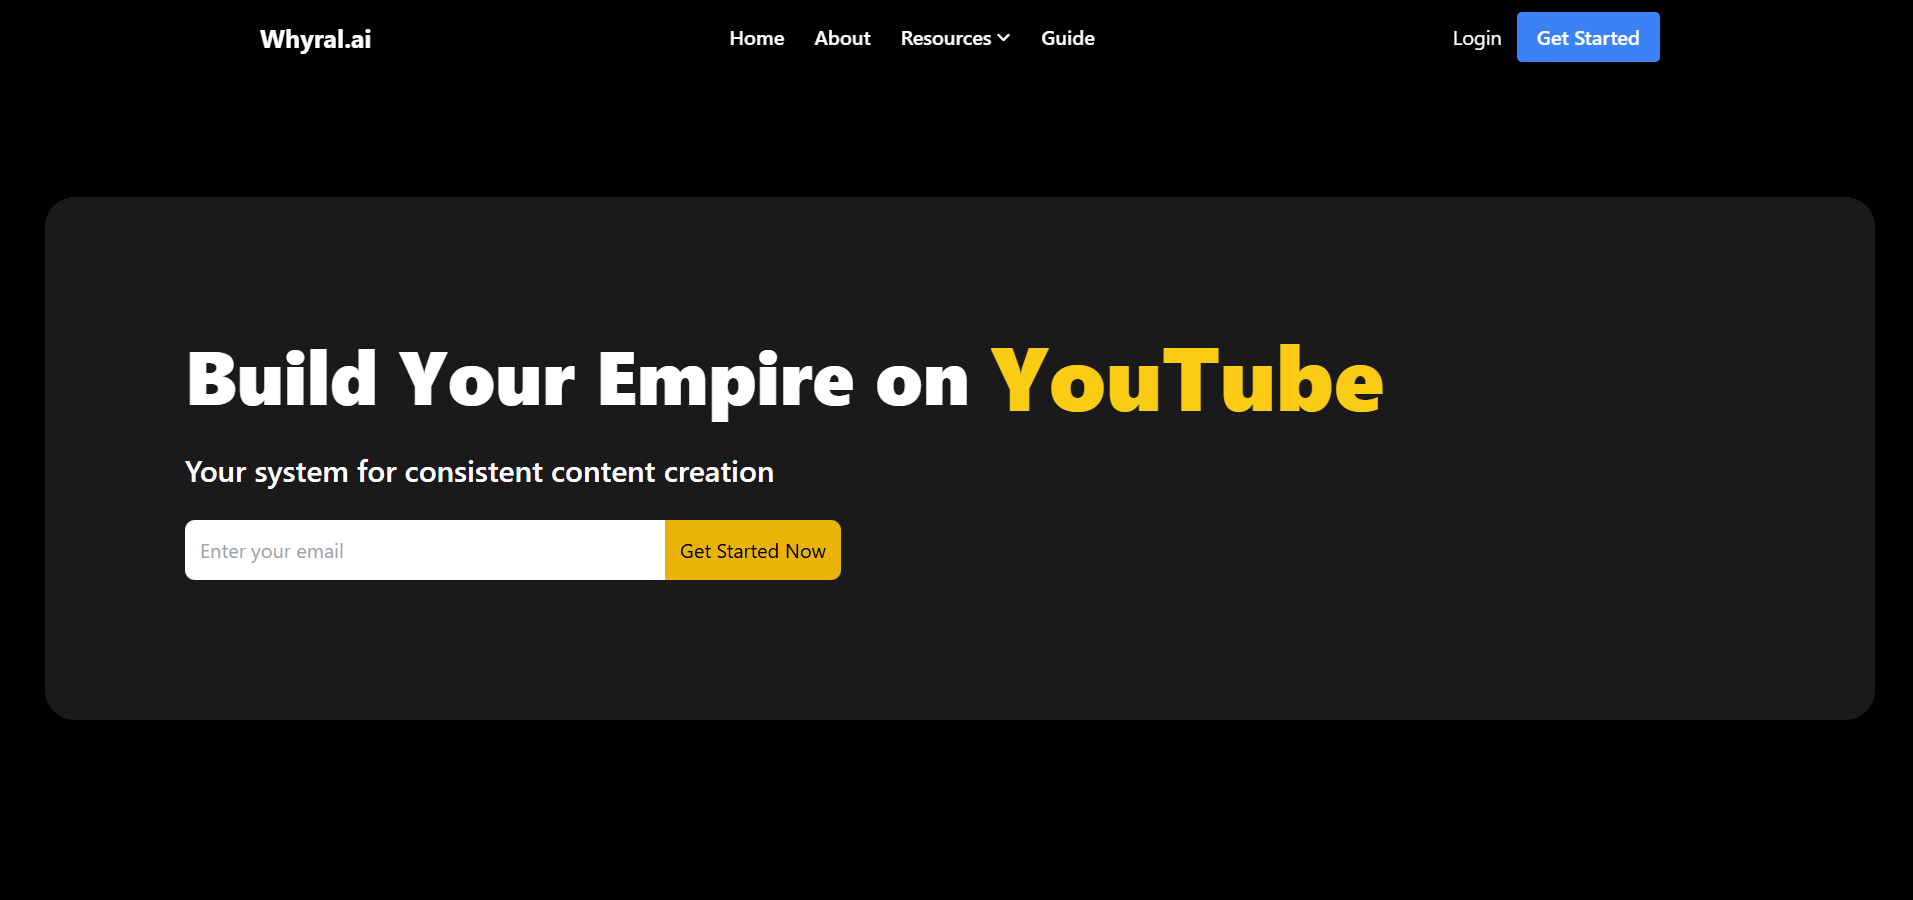 Whyral.ai
Home About Resources Guide
Login Get Started
Build Your Empire on YouTube
Your system for consistent content creation
Enter your email Get Started Now